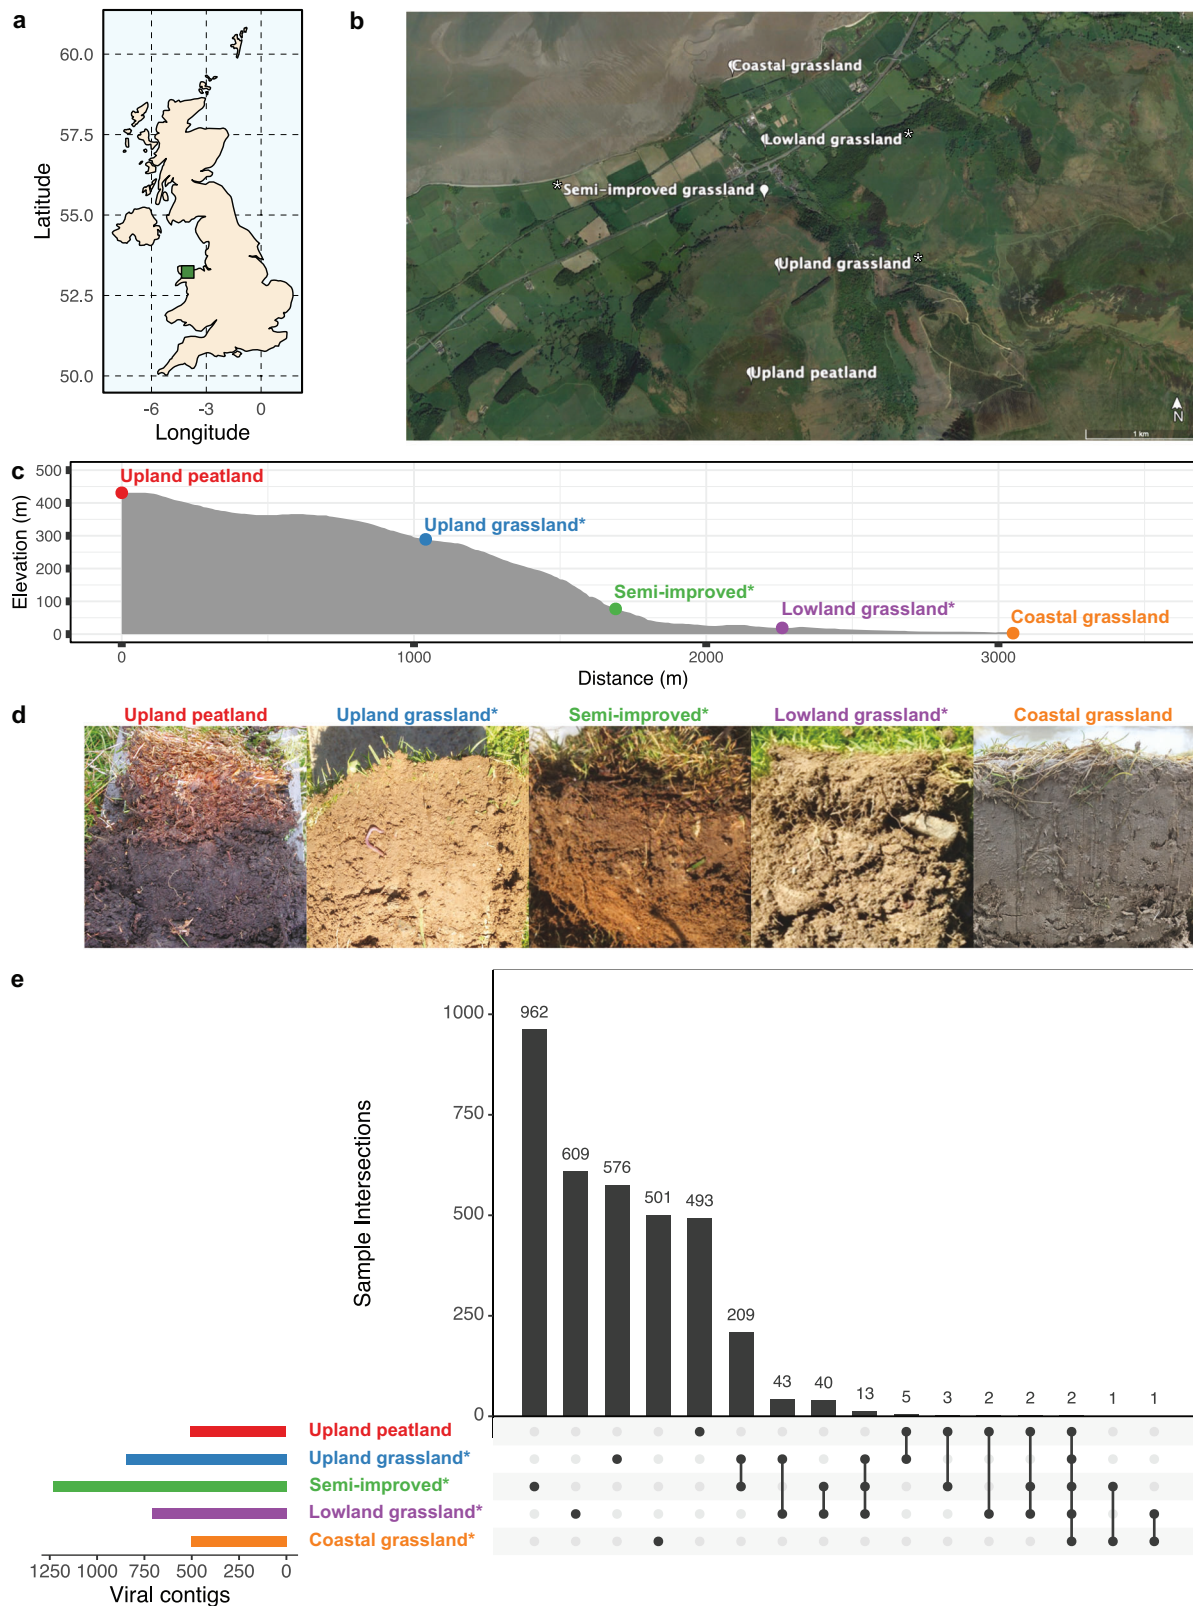 a
60.0
57.5
55.0
52.5
50.0
Latitude
-6 -3 0
Longitude
b
Coastal grassland
Lowland grassland*
*Semi-improved grassland
Upland grassland*
Upland peatland
N
1 km
c
500
400
300
200
100
0
Elevation (m)
Upland peatland
Upland grassland*
Semi-improved*
Lowland grassland*
Coastal grassland
0 1000 2000 3000
Distance (m)
d
Upland peatland Upland grassland* Semi-improved* Lowland grassland* Coastal grassland
e
1000
750
500
250
0
Sample Intersections
962 609 576 501 493 209 43 40 13 5 3 2 2 2 1 1
Upland peatland
Upland grassland*
Semi-improved*
Lowland grassland*
Coastal grassland*
1250 1000 750 500 250 0
Viral contigs